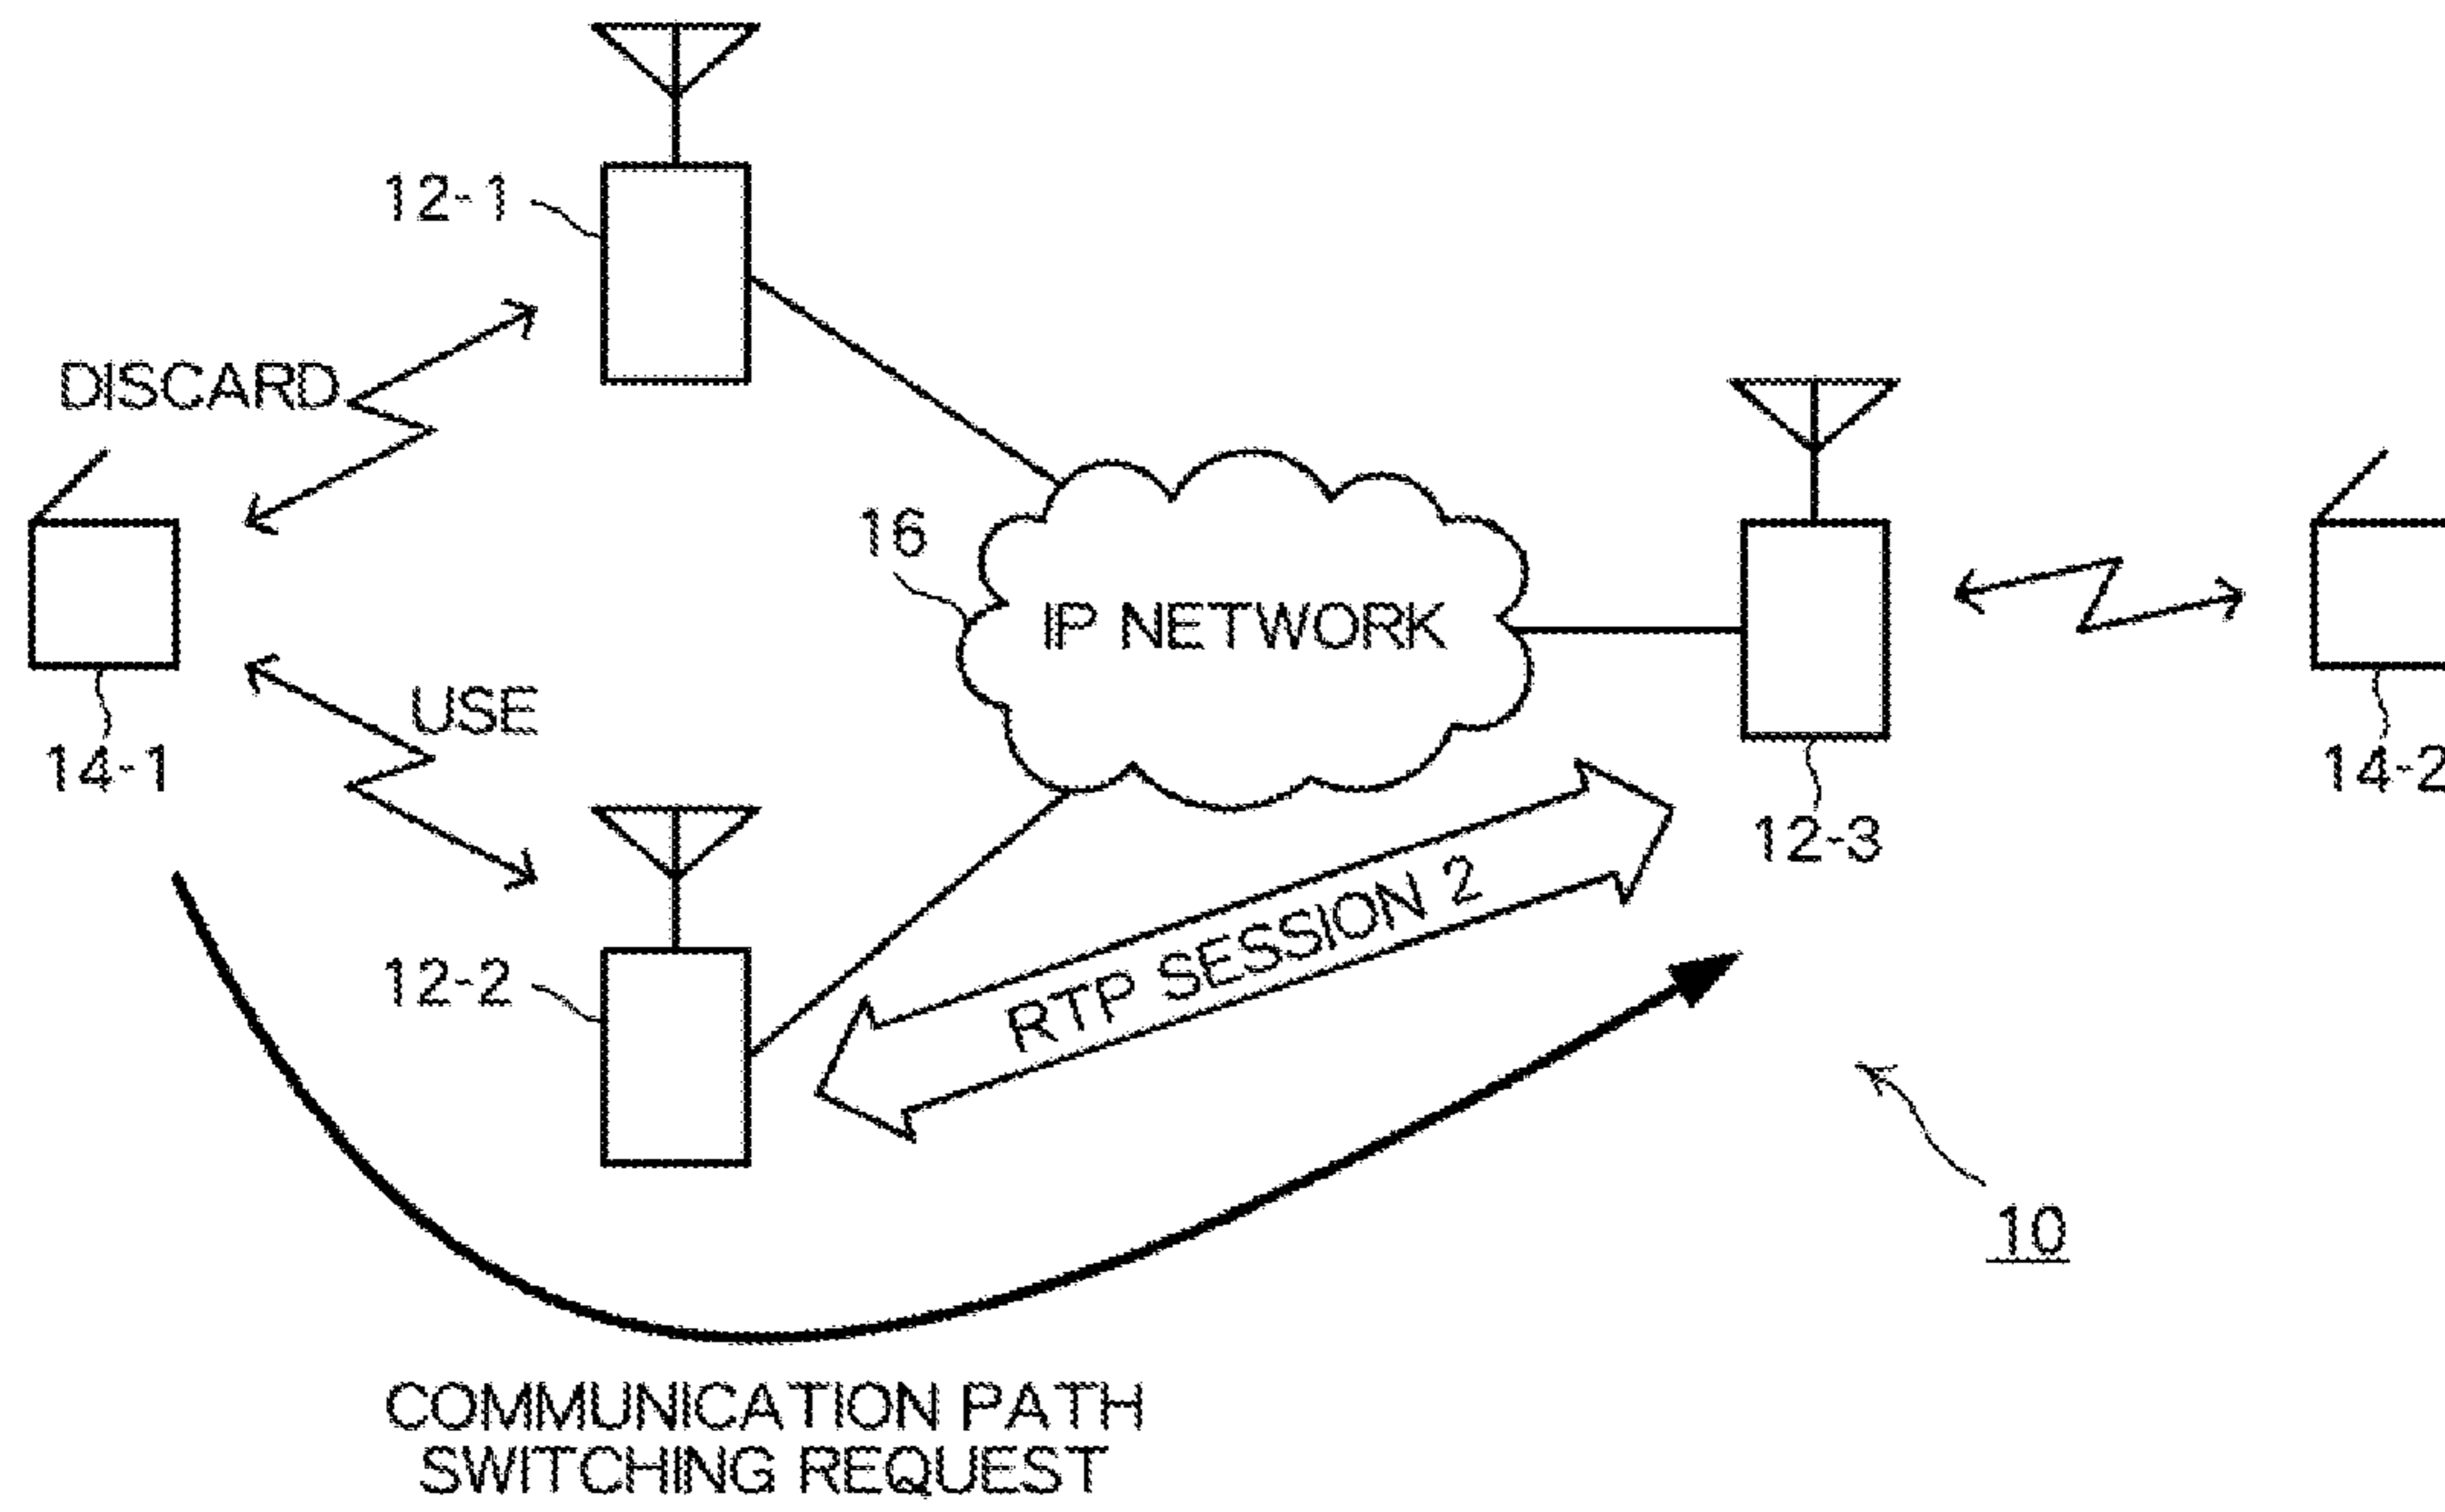 12-1
DISCARD
16
IP NETWORK
USE
14-1
14-2
12-3
RTP SESSION 2
12-2
10
COMMUNICATION PATH
SWITCHING REQUEST